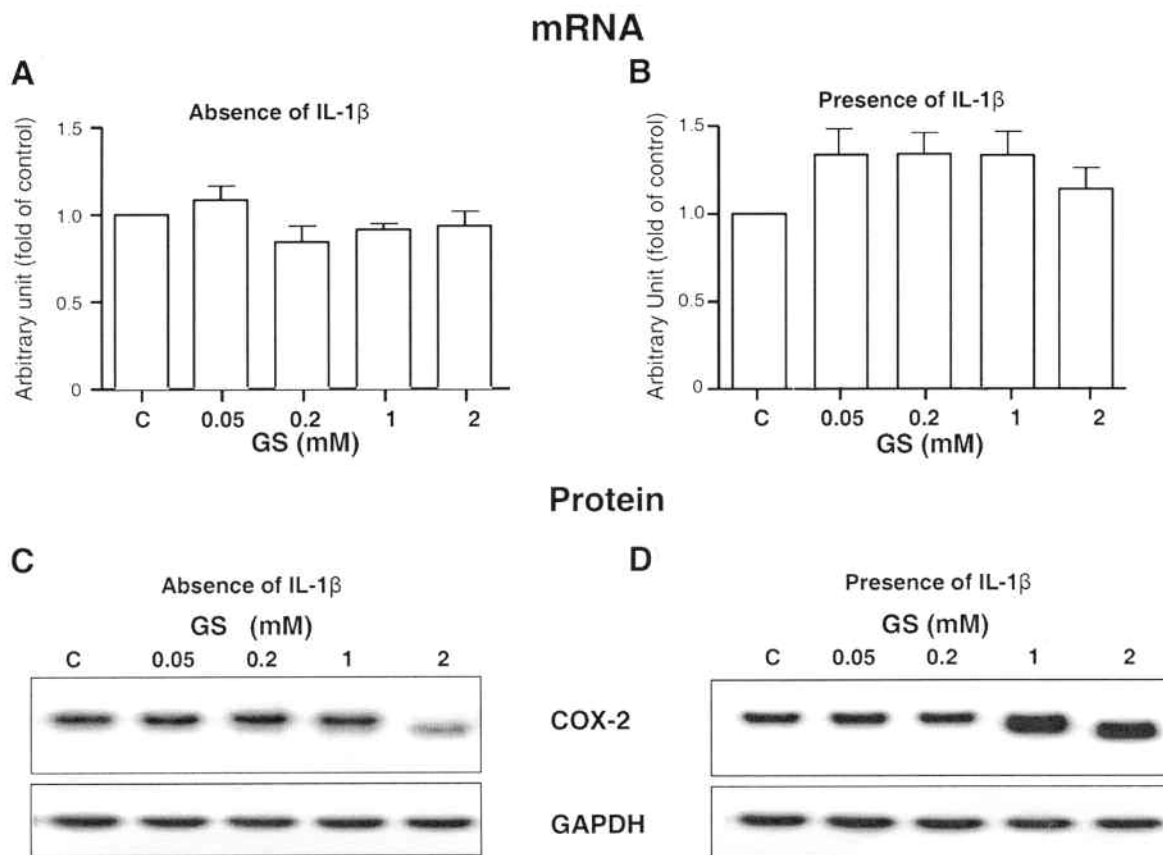 mRNA
A
Absence of IL-1β
Arbitrary unit (fold of control)
1.5
1.0
0.5
0
C 0.05 0.2 1 2
GS (mM)
B
Presence of IL-1β
Arbitrary Unit (fold of control)
1.5
1.0
0.5
0
C 0.05 0.2 1 2
GS (mM)
Protein
C
Absence of IL-1β
GS (mM)
C 0.05 0.2 1 2
D
Presence of IL-1β
GS (mM)
C 0.05 0.2 1 2
COX-2
GAPDH